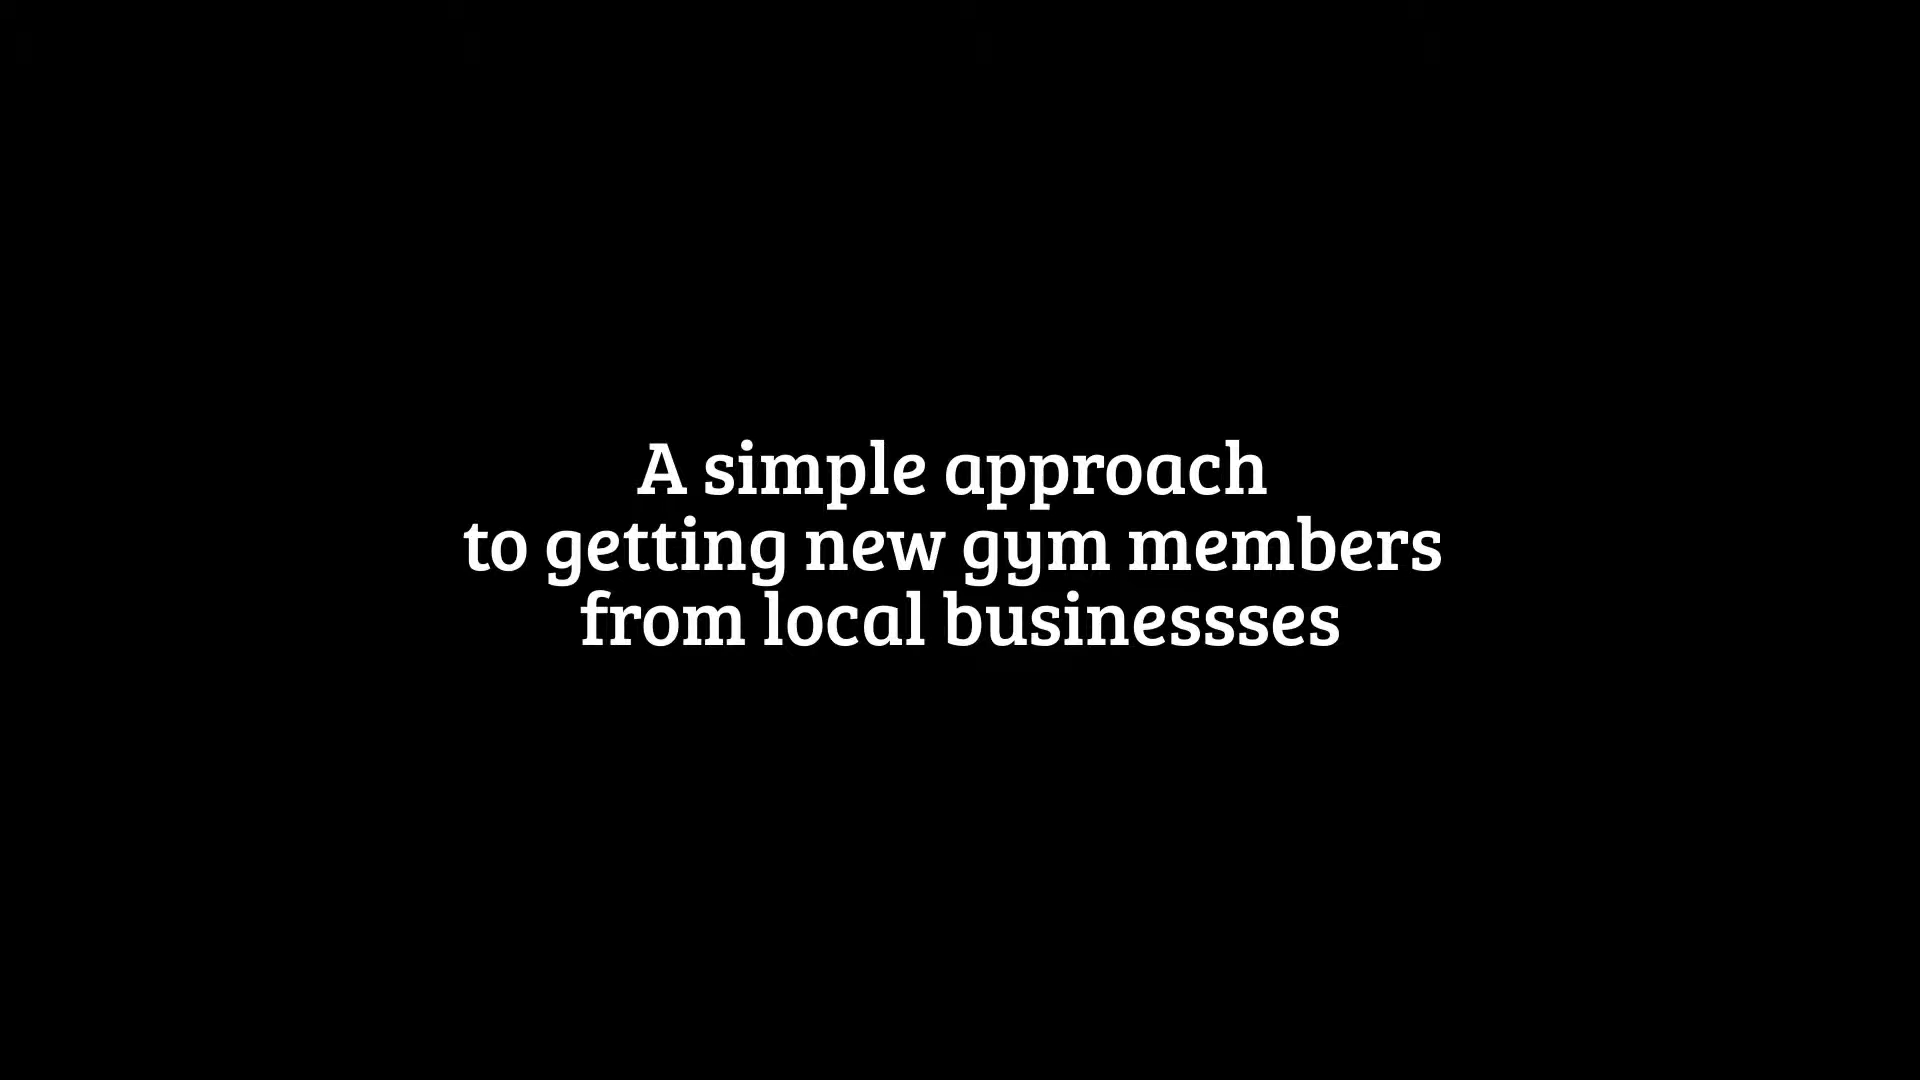 A simple approach
to getting new gym members
from local businessses